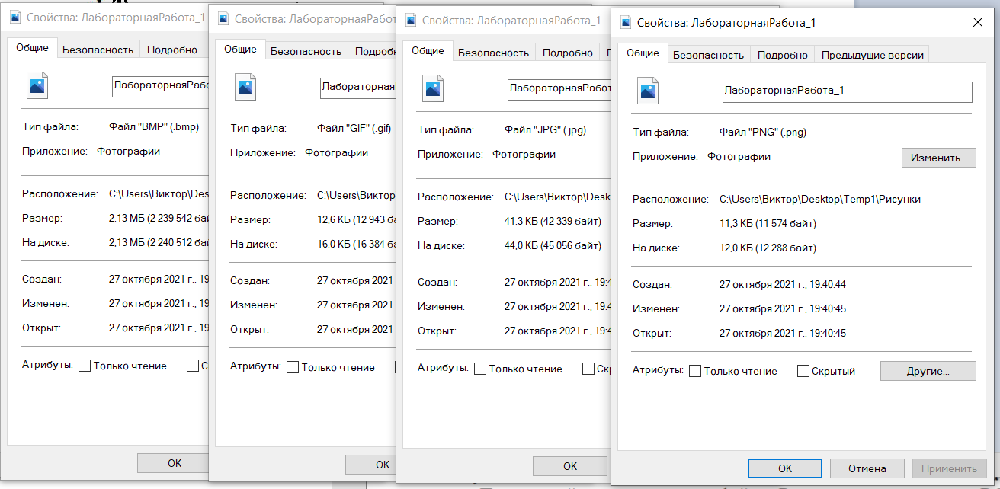 Свойства: ЛабораторнаяРабота_1
Общие Безопасность Подробно
ЛабораторнаяРабо
Тип файла: Файл "BMP" (.bmp)
Приложение: Фотографии
Расположение: C:\Users\Виктор\Des
Размер: 2,13 МБ (2 239 542 бай
На диске: 2,13 МБ (2 240 512 бай
Создан: 27 октября 2021 г., 19
Изменен: 27 октября 2021 г., 19
Открыт: 27 октября 2021 г., 19
Атрибуты: Только чтение С
OK
Свойства: ЛабораторнаяРабот
Общие Безопасность Подробн
Лабораторная
Тип файла: Файл "GIF" (.gif)
Приложение: Фотографии
Расположение: C:\Users\Виктор\
Размер: 12,6 КБ (12 943 ба
На диске: 16,0 КБ (16 384 ба
Создан: 27 октября 2021
Изменен: 27 октября 2021
Открыт: 27 октября 2021
Атрибуты: Только чтение
OK
Свойства: ЛабораторнаяРабота_1
Общие Безопасность Подробно
ЛабораторнаяРабот
Тип файла: Файл "JPG" (.jpg)
Приложение: Фотографии
Расположение: C:\Users\Виктор\Desk
Размер: 41,3 КБ (42 339 байт)
На диске: 44,0 КБ (45 056 байт)
Создан: 27 октября 2021 г., 19:4
Изменен: 27 октября 2021 г., 19:4
Открыт: 27 октября 2021 г., 19:4
Атрибуты: Только чтение Скр
OK
Свойства: ЛабораторнаяРабота_1
Общие Безопасность Подробно Предыдущие версии
ЛабораторнаяРабота_1
Тип файла: Файл "PNG" (.png)
Приложение: Фотографии Изменить...
Расположение: C:\Users\Виктор\Desktop\Temp1\Рисунки
Размер: 11,3 КБ (11 574 байт)
На диске: 12,0 КБ (12 288 байт)
Создан: 27 октября 2021 г., 19:40:44
Изменен: 27 октября 2021 г., 19:40:45
Открыт: 27 октября 2021 г., 19:40:45
Атрибуты: Только чтение Скрытый Другие...
OK Отмена Применить